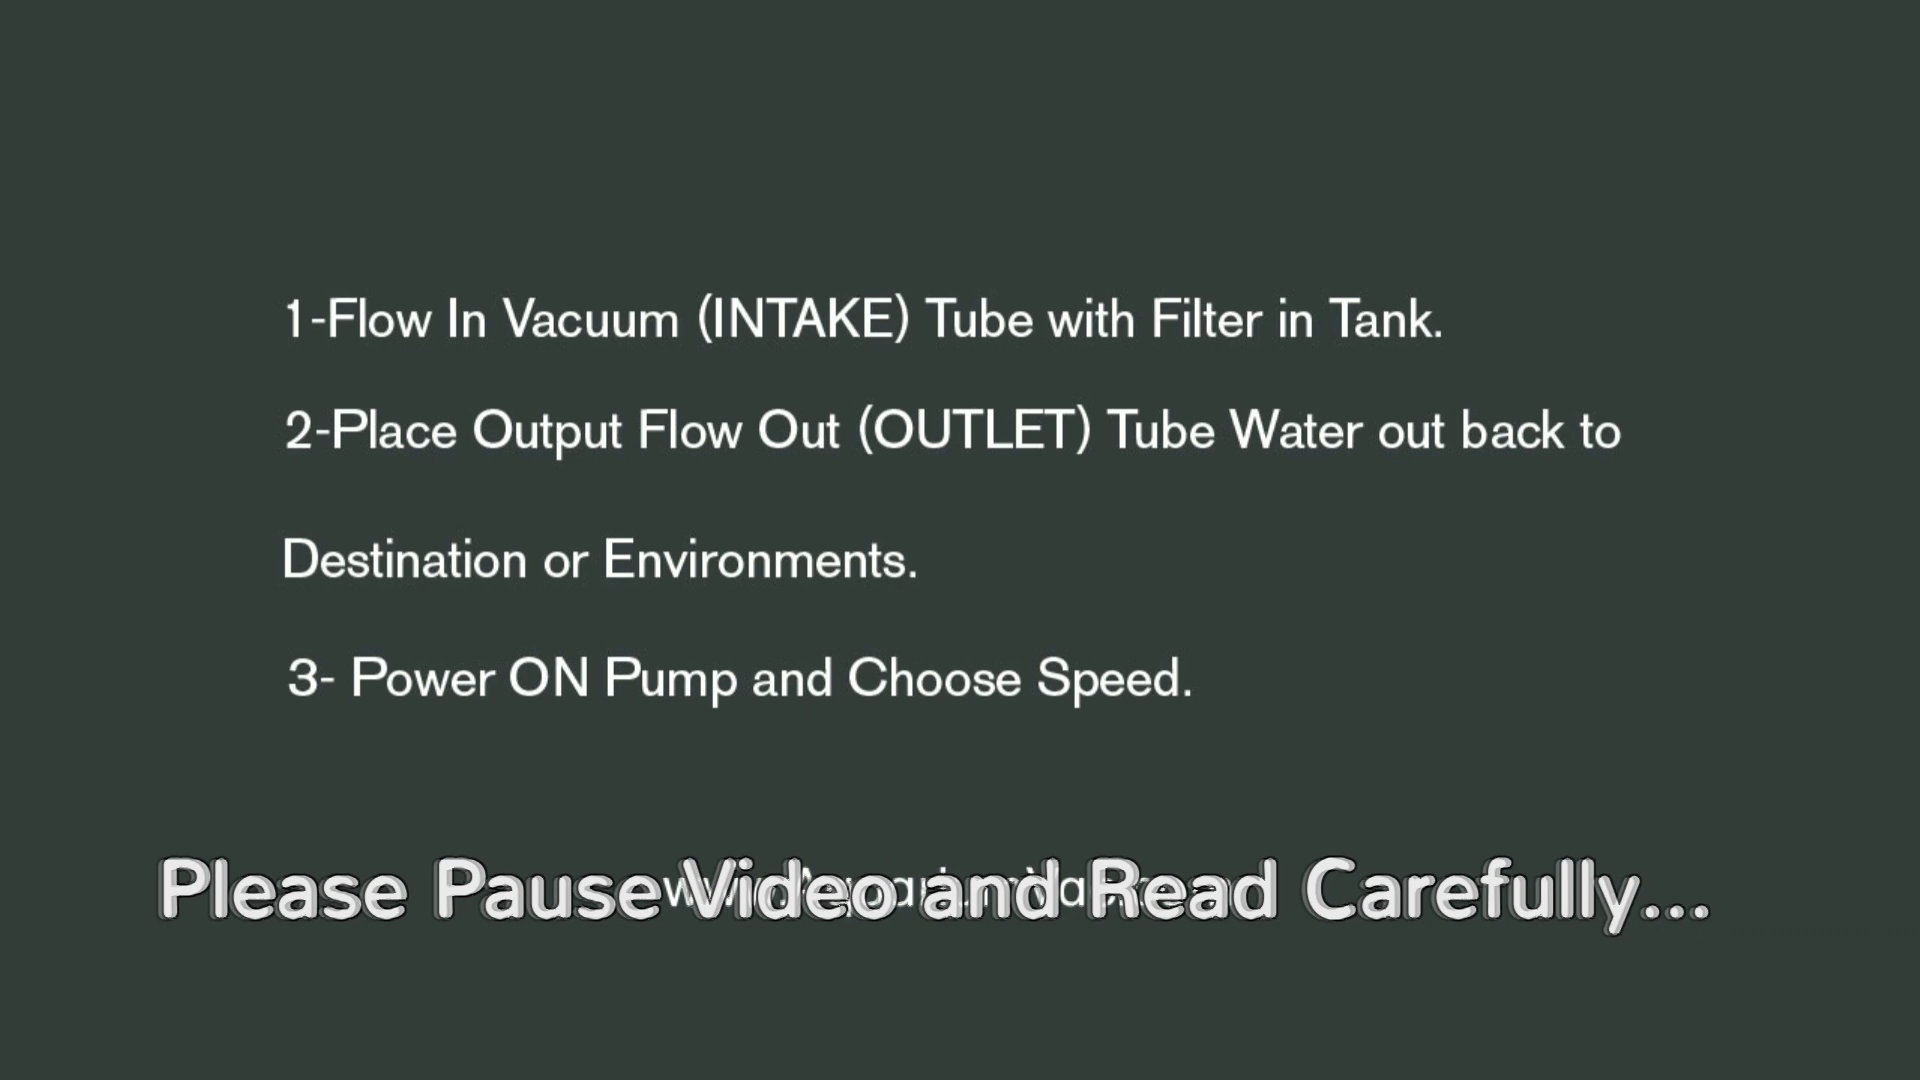 1-Flow In Vacuum (INTAKE) Tube with Filter in Tank.
2-Place Output Flow Out (OUTLET) Tube Water out back to
Destination or Environments.
3- Power ON Pump and Choose Speed.
Please Pause Video and Read Carefully...